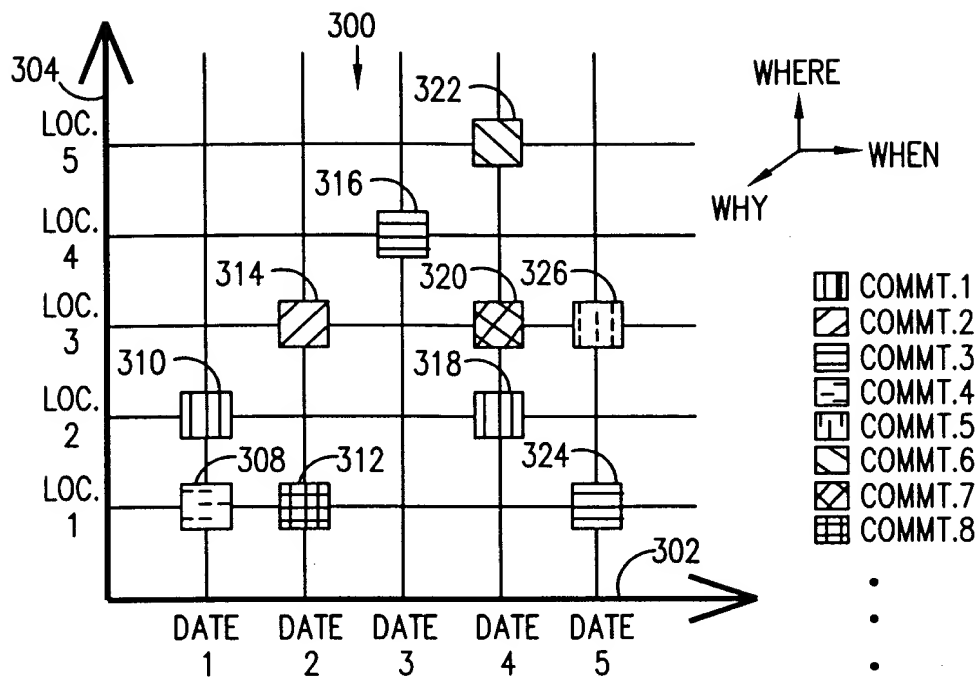 300
304
322
WHERE
WHEN
WHY
LOC.
5
316
LOC.
4
314
320
326
LOC.
3
310
318
LOC.
2
308
312
324
LOC.
1
302
DATE
1
DATE
2
DATE
3
DATE
4
DATE
5
COMMT.1
COMMT.2
COMMT.3
COMMT.4
COMMT.5
COMMT.6
COMMT.7
COMMT.8